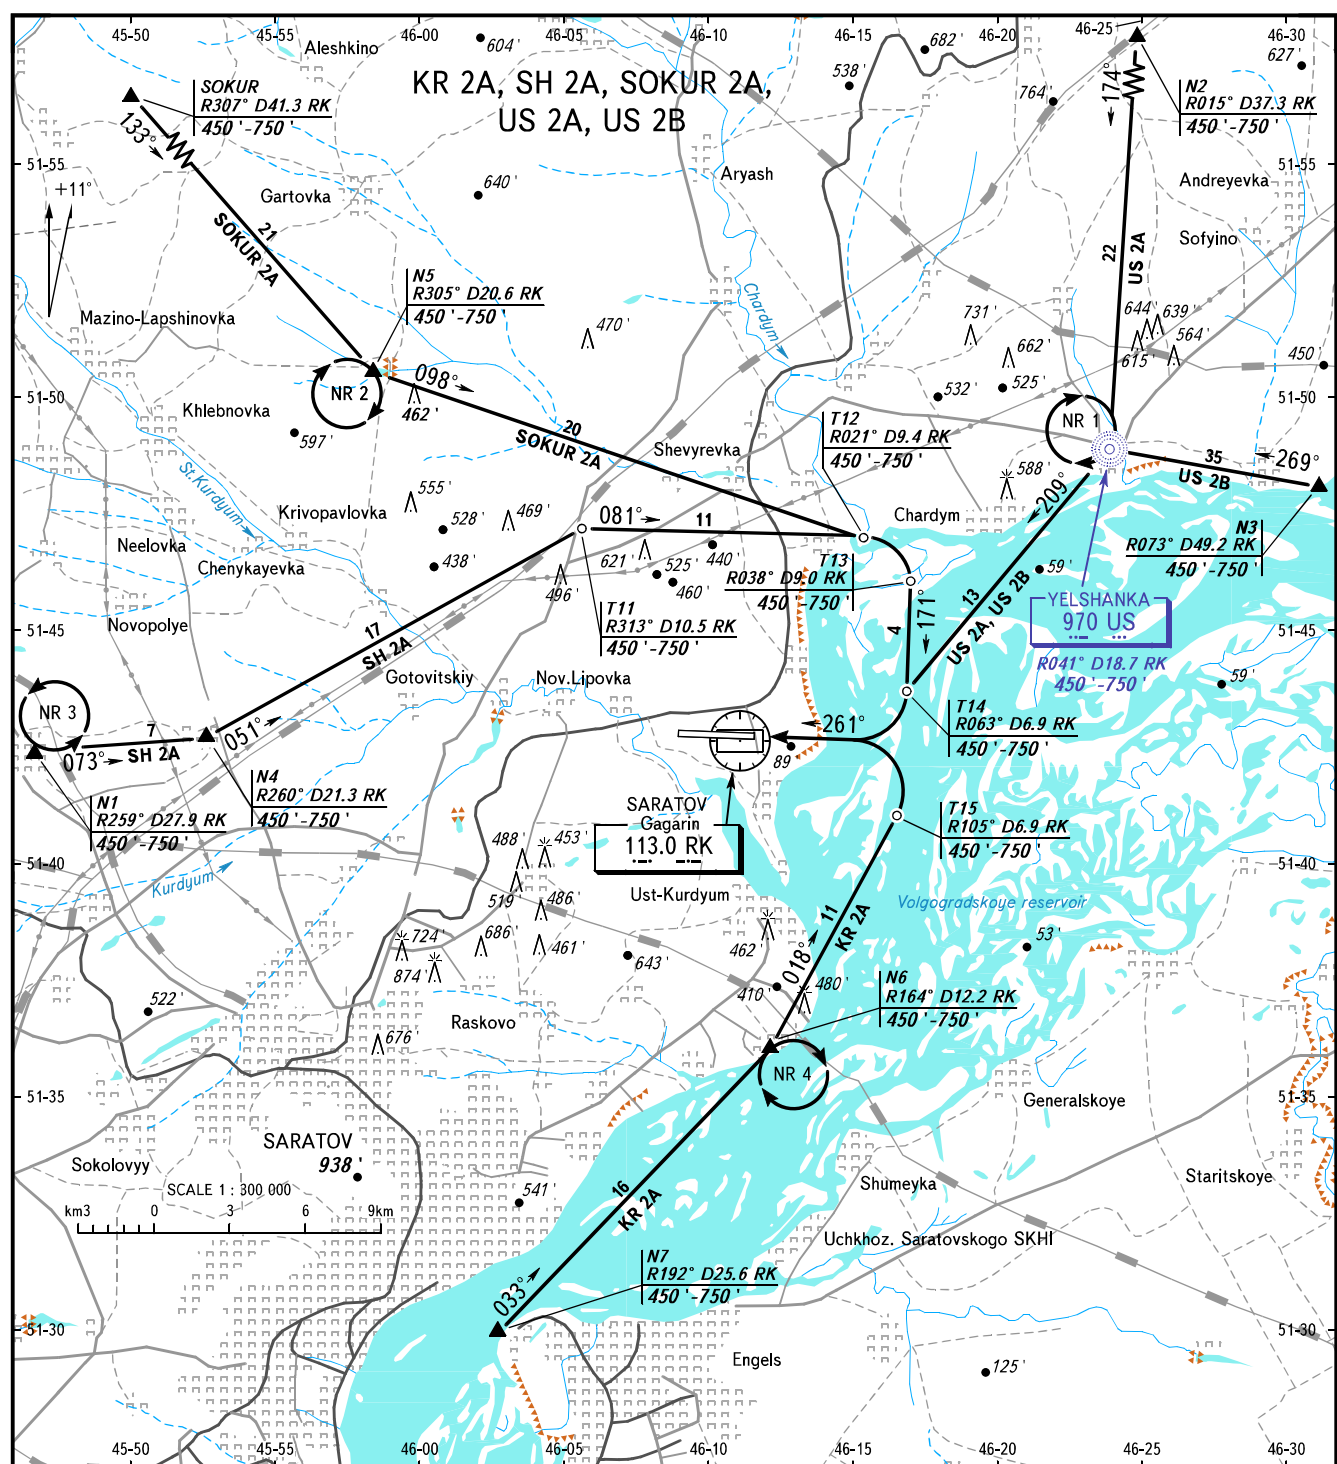 45-50
46-00
46-05
46-10
46-15
46-20
46-25
46-30
Aleshkino
604'
682'
627'
538'
764'
KR 2A, SH 2A, SOKUR 2A,
US 2A, US 2B
SOKUR
R307° D41.3 RK
450'-750'
174°
N2
R015° D37.3 RK
450'-750'
133°
51-55
51-55
+11°
Gartovka
640'
Aryash
Andreyevka
Sofyino
21
SOKUR 2A
22
US 2A
N5
R305° D20.6 RK
450'-750'
Chardym
Mazino-Lapshinovka
470'
731'
644'
639'
662'
615'
564'
450
51-50
51-50
NR 2
098°
462'
532'
525'
NR 1
Khlebnovka
597'
20
SOKUR 2A
Shevyrevka
T12
R021° D9.4 RK
450'-750'
35
US 2B
269°
588'
209°
St.Kurdyum
Krivopavlovka
555'
528'
469'
438'
081°
11
Chardym
N3
R073° D49.2 RK
450'-750'
Neelovka
Chenykayevka
621'
525'
440'
460'
496'
T13
R038° D9.0 RK
450'-750'
59'
T11
R313° D10.5 RK
450'-750'
YELSHANKA
970 US
R041° D18.7 RK
450'-750'
13
US 2A, US 2B
171°
4
51-45
51-45
Novopolye
17
SH 2A
Gotovitskiy
Nov.Lipovka
59'
NR 3
7
SH 2A
073°
051°
261°
89
T14
R063° D6.9 RK
450'-750'
N1
R259° D27.9 RK
450'-750'
N4
R260° D21.3 RK
450'-750'
SARATOV
Gagarin
113.0 RK
T15
R105° D6.9 RK
450'-750'
51-40
51-40
Kurdyum
488'
453'
519
486'
Ust-Kurdyum
Volgogradskoye reservoir
11
KR 2A
724'
874'
686'
461'
462'
643'
53'
018°
410'
480'
N6
R164° D12.2 RK
450'-750'
522'
Raskovo
676'
NR 4
51-35
51-35
Generalskoye
SARATOV
938'
Sokolovyy
SCALE 1 : 300 000
km3
0
3
6
9km
541'
16
KR 2A
Shumeyka
Staritskoye
Uchkhoz. Saratovskogo SKHI
N7
R192° D25.6 RK
450'-750'
033°
51-30
51-30
Engels
125'
45-50
45-55
46-00
46-05
46-10
46-15
46-20
46-25
46-30